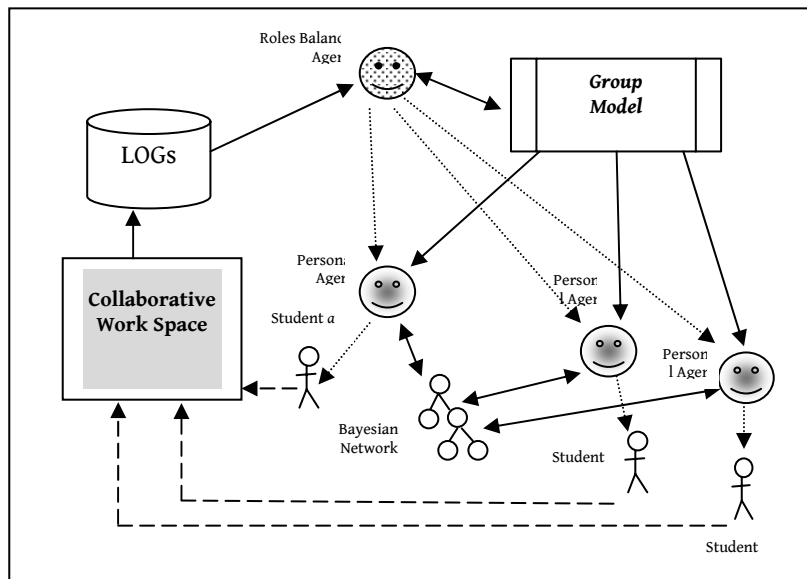 Roles Balanc
Agen
Group
Model
LOGs
Persona
Agen
Person
l Agen
Collaborative
Work Space
Student a
Person
l Agen
Bayesian
Network
Student
Student